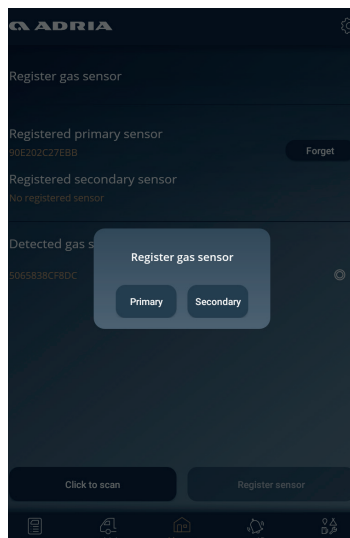 ADRIA
Register gas sensor
Registered primary sensor
90E202C27EBB
Forget
Registered secondary sensor
No registered sensor
Detected gas s
Register gas sensor
5065838CF8DC
Primary
Secondary
Click to scan
Register sensor